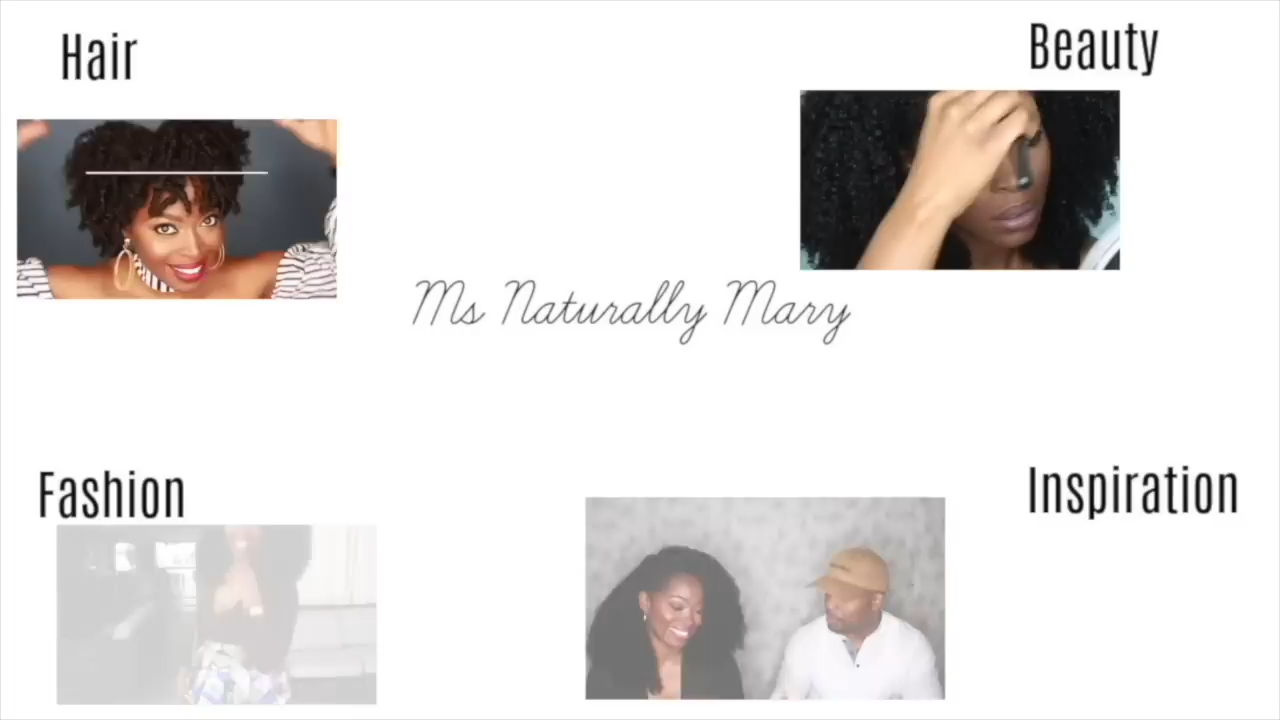 Hair
Beauty
Ms Naturally Mary
Fashion
Inspiration